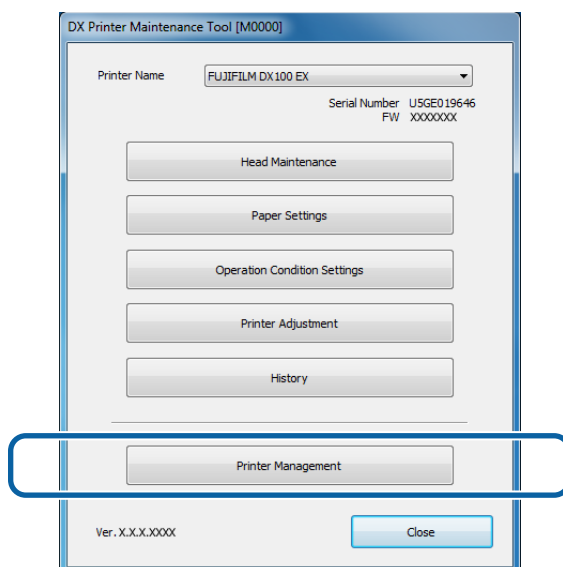 DX Printer Maintenance Tool [M0000]
Printer Name FUJIFILM DX100 EX
Serial Number U5GE019646
FW XXXXXXX
Head Maintenance
Paper Settings
Operation Condition Settings
Printer Adjustment
History
Printer Management
Ver. X.X.X.XXXX Close